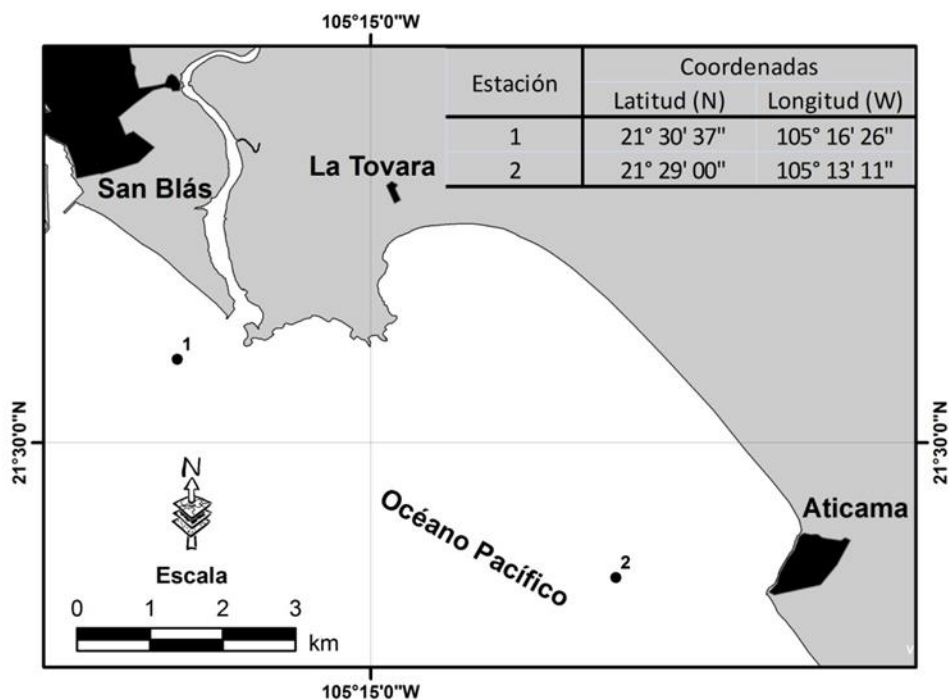 105°15'0"W
Estación
Coordenadas
Latitud (N) Longitud (W)
1 21° 30' 37" 105° 16' 26"
2 21° 29' 00" 105° 13' 11"
La Tovara
San Blás
1
21°30'0"N
21°30'0"N
N
Océano Pacífico
Aticama
2
Escala
0 1 2 3
km
105°15'0"W